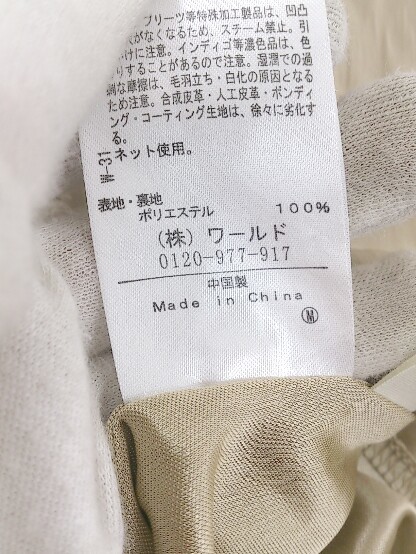 プリーツ等特殊加工製品は、凹凸
がなくなるため、スチーム禁止。引
けに注意。インディゴ等濃色品は、色
することがあるので注意。湿潤での過
な摩擦は、毛羽立ち・白化の原因となる
ため注意。合成皮革・人工皮革・ボンディ
ング・コーティング生地は、徐々に劣化す
る。
W-31 ネット使用。
表地・裏地
ポリエステル 100%
(株) ワールド
0120-977-917
中国製
Made in China
M